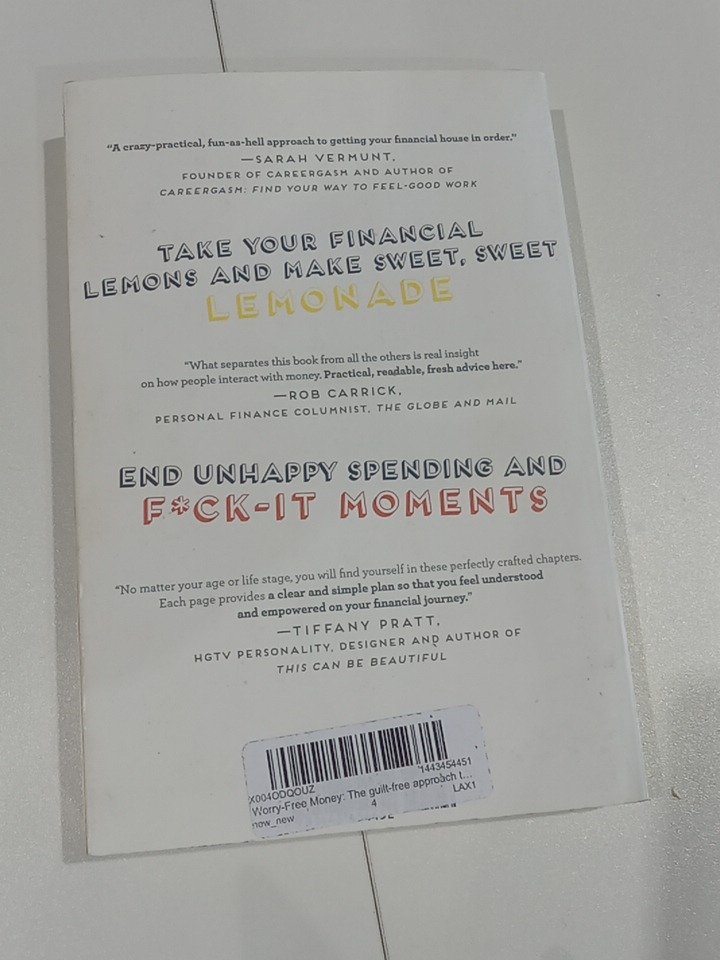 "A crazy-practical, fun-as-hell approach to getting your financial house in order."
—SARAH VERMUNT,
FOUNDER OF CAREERGASM AND AUTHOR OF
CAREERGASM: FIND YOUR WAY TO FEEL-GOOD WORK
TAKE YOUR FINANCIAL
LEMONS AND MAKE SWEET, SWEET
LEMONADE
"What separates this book from all the others is real insight
on how people interact with money. Practical, readable, fresh advice here."
—ROB CARRICK,
PERSONAL FINANCE COLUMNIST, THE GLOBE AND MAIL
END UNHAPPY SPENDING AND
F*CK-IT MOMENTS
"No matter your age or life stage, you will find yourself in these perfectly crafted chapters.
Each page provides a clear and simple plan so that you feel understood
and empowered on your financial journey."
—TIFFANY PRATT,
HGTV PERSONALITY, DESIGNER AND AUTHOR OF
THIS CAN BE BEAUTIFUL
X004ODQOUZ 1443454451
Worry-Free Money: The guilt-free approach t...
new_new 4 LAX1